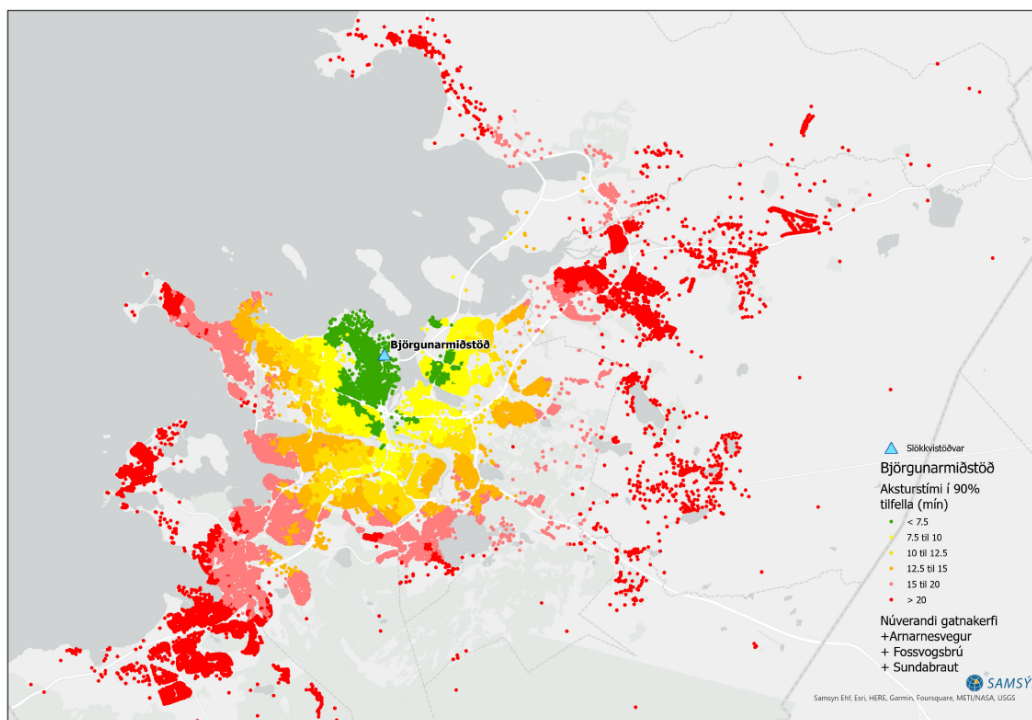 Björgunarmiðstöð
Slökkvistöðvar
Björgunarmiðstöð
Aksturstími í 90%
tilfella (mín)
< 7.5
7.5 til 10
10 til 12.5
12.5 til 15
15 til 20
> 20
Núverandi gatnakerfi
+Arnarnesvegur
+ Fossvogsbrú
+ Sundabraut
SAMSÝ
Samsyn Ehf, Esri, HERE, Garmin, Foursquare, METI/NASA, USGS